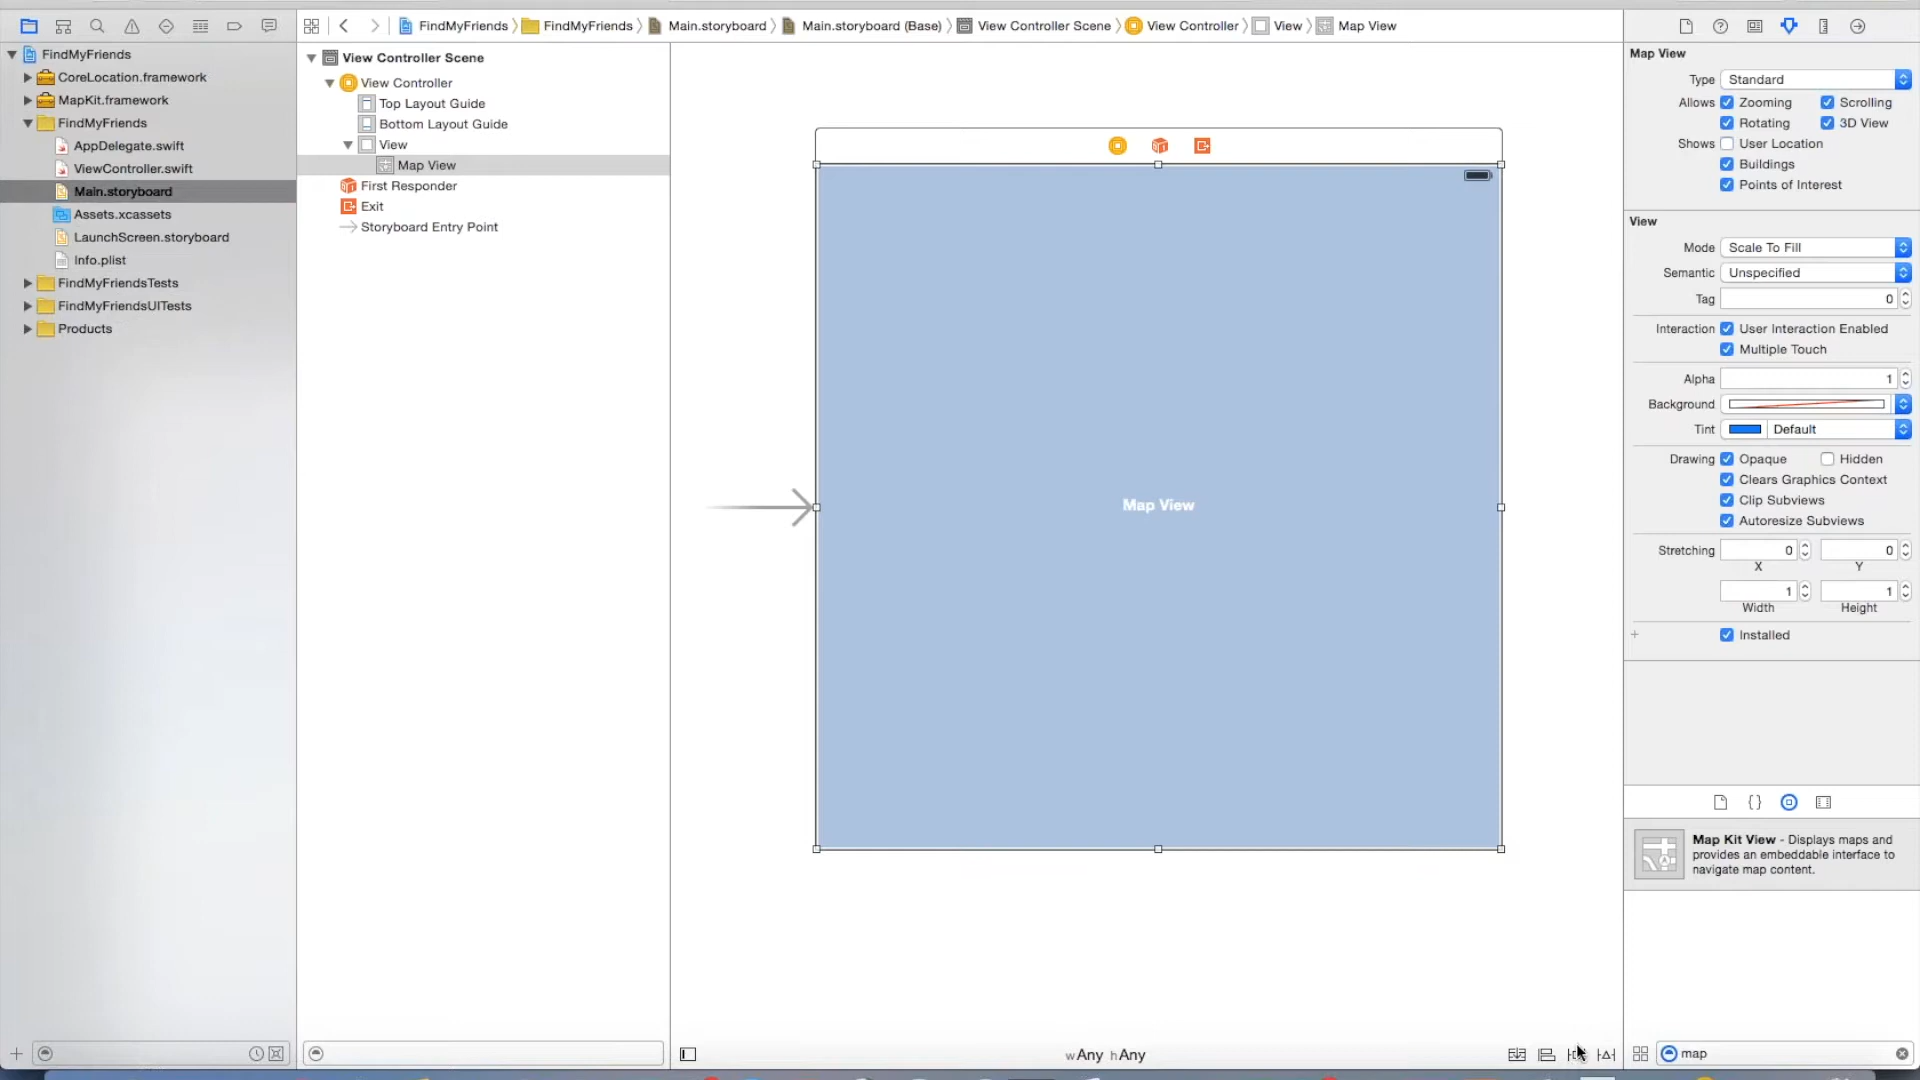 FindMyFriends FindMyFriends Main.storyboard Main.storyboard (Base) View Controller Scene View Controller View Map View
FindMyFriends
CoreLocation.framework
MapKit.framework
FindMyFriends
AppDelegate.swift
ViewController.swift
Main.storyboard
Assets.xcassets
LaunchScreen.storyboard
Info.plist
FindMyFriendsTests
FindMyFriendsUITests
Products
View Controller Scene
View Controller
Top Layout Guide
Bottom Layout Guide
View
Map View
First Responder
Exit
Storyboard Entry Point
Map View
wAny hAny
Map View
Type Standard
Allows Zooming Scrolling
Rotating 3D View
Shows User Location
Buildings
Points of Interest
View
Mode Scale To Fill
Semantic Unspecified
Tag 0
Interaction User Interaction Enabled
Multiple Touch
Alpha 1
Background
Tint Default
Drawing Opaque Hidden
Clears Graphics Context
Clip Subviews
Autoresize Subviews
Stretching 0 0
X Y
1 1
Width Height
+ Installed
{ }
Map Kit View - Displays maps and
provides an embeddable interface to
navigate map content.
map